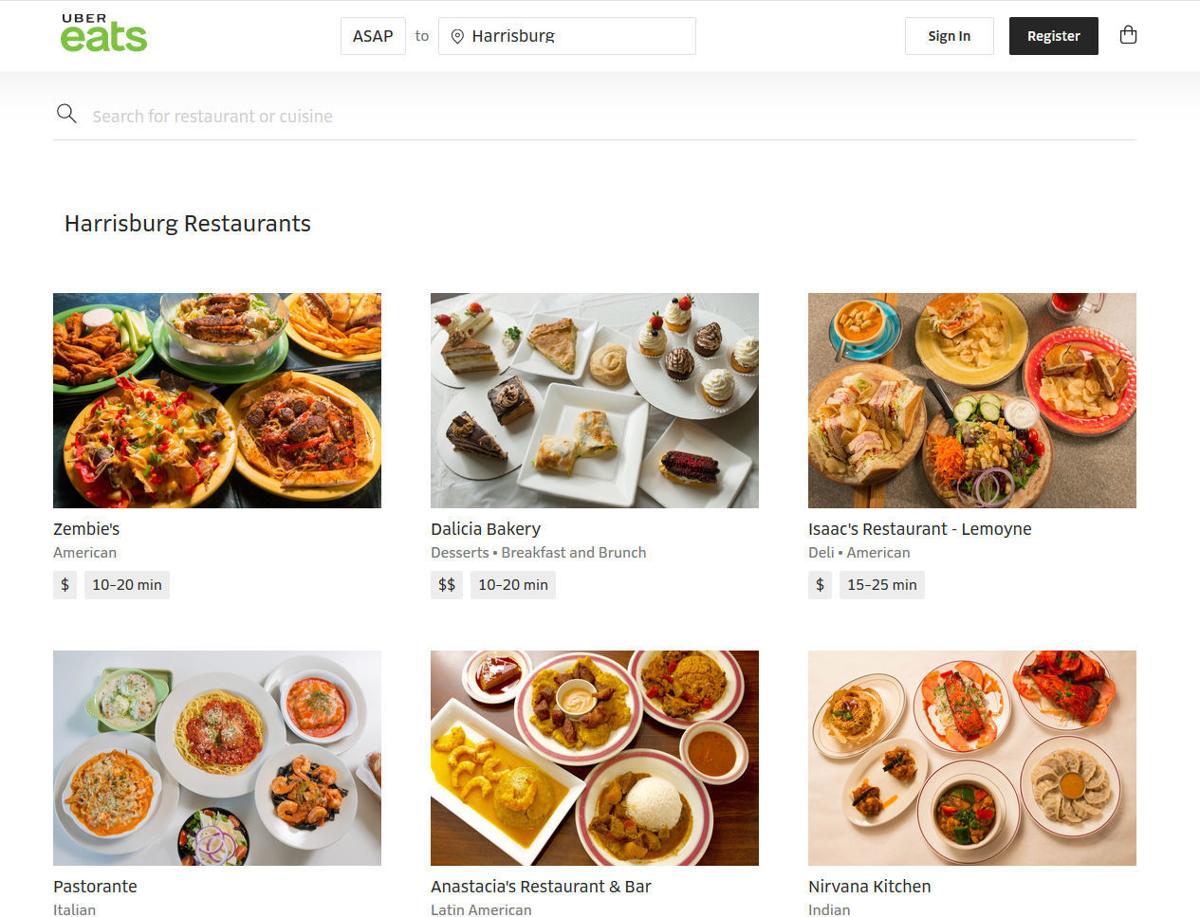 UBER
eats
ASAP to Harrisburg
Sign In
Register
Search for restaurant or cuisine
Harrisburg Restaurants
Zembie's
American
$ 10–20 min
Dalicia Bakery
Desserts • Breakfast and Brunch
$$ 10–20 min
Isaac's Restaurant - Lemoyne
Deli • American
$ 15–25 min
Pastorante
Italian
Anastacia's Restaurant & Bar
Latin American
Nirvana Kitchen
Indian